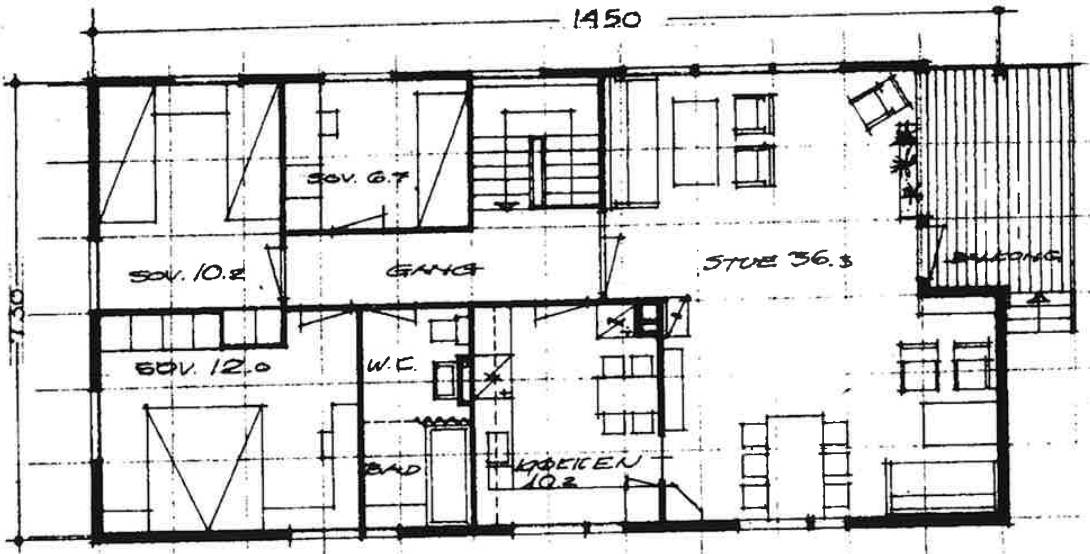 1450
SOV. 6.7
SOV. 10.2
GANG
STUE 36.3
BALKONG
730
SOV. 12.0
W.C.
BAD
KØKKEN
10.2